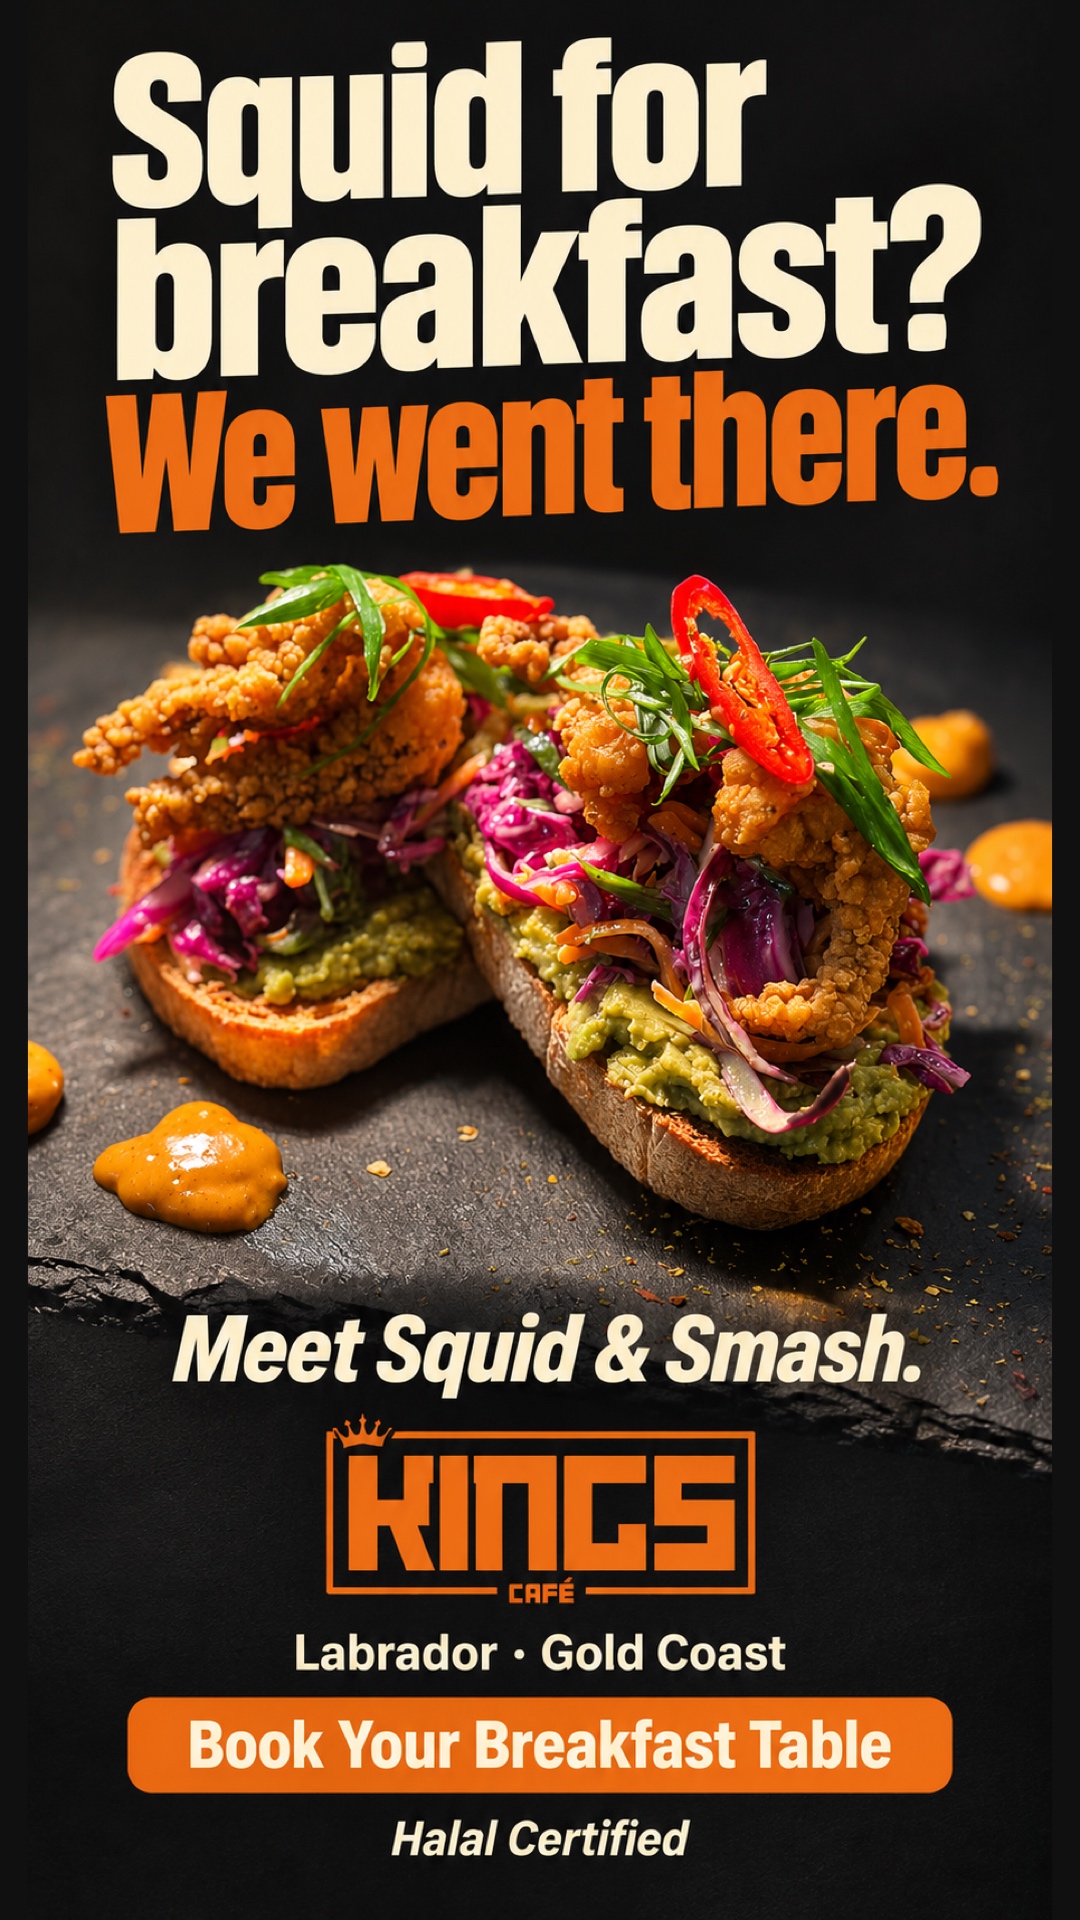 Squid for
breakfast?
We went there.
Meet Squid & Smash.
KINGS
CAFÉ
Labrador · Gold Coast
Book Your Breakfast Table
Halal Certified